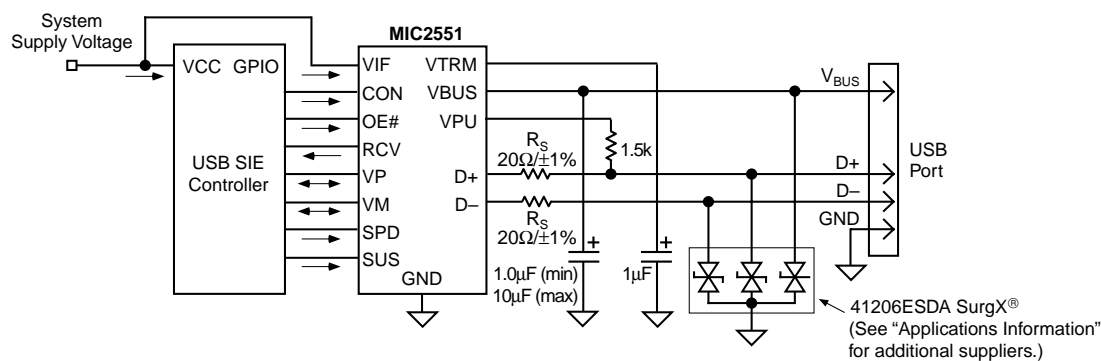 System
Supply Voltage
MIC2551
VCC GPIO
VIF
VTRM
CON
VBUS
VBUS
OE#
VPU
RS
20Ω/±1%
1.5k
USB SIE
Controller
RCV
VP
D+
D+
USB
Port
VM
D–
D–
RS
20Ω/±1%
GND
SPD
SUS
GND
1.0µF (min)
10µF (max)
+
1µF
+
41206ESDA SurgX®
(See “Applications Information”
for additional suppliers.)